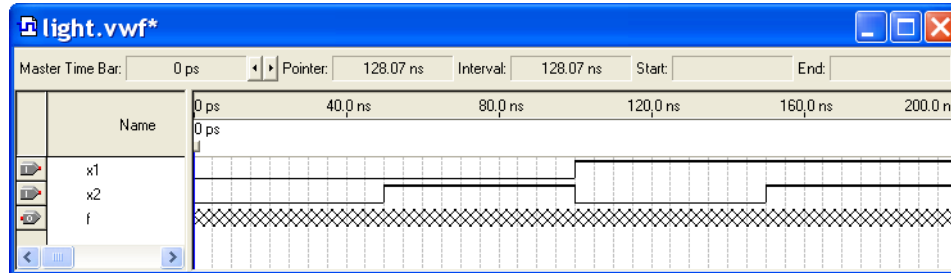 light.vwf*
Master Time Bar: 0 ps Pointer: 128.07 ns Interval: 128.07 ns Start: End:
Name
0 ps 40.0 ns 80.0 ns 120.0 ns 160.0 ns 200.0 n
0 ps
x1
x2
f